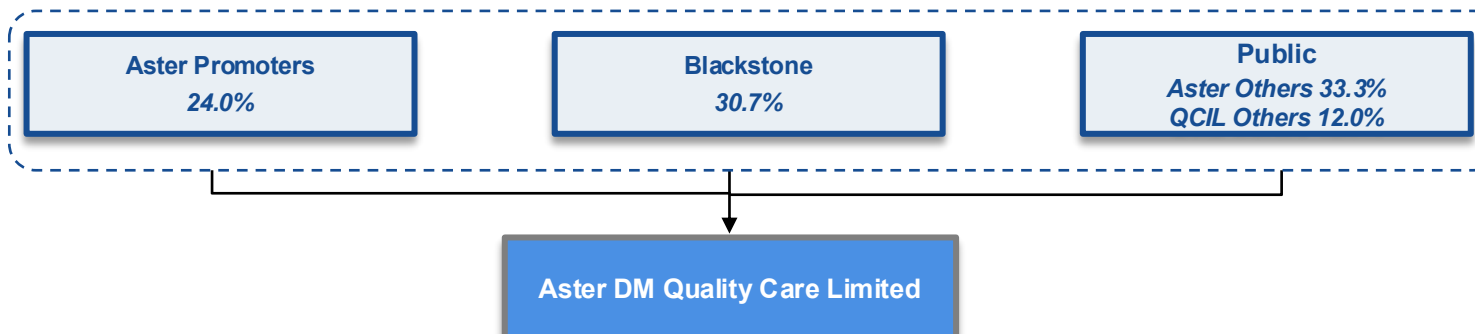 Aster Promoters
24.0%
Blackstone
30.7%
Public
Aster Others 33.3%
QCIL Others 12.0%
Aster DM Quality Care Limited